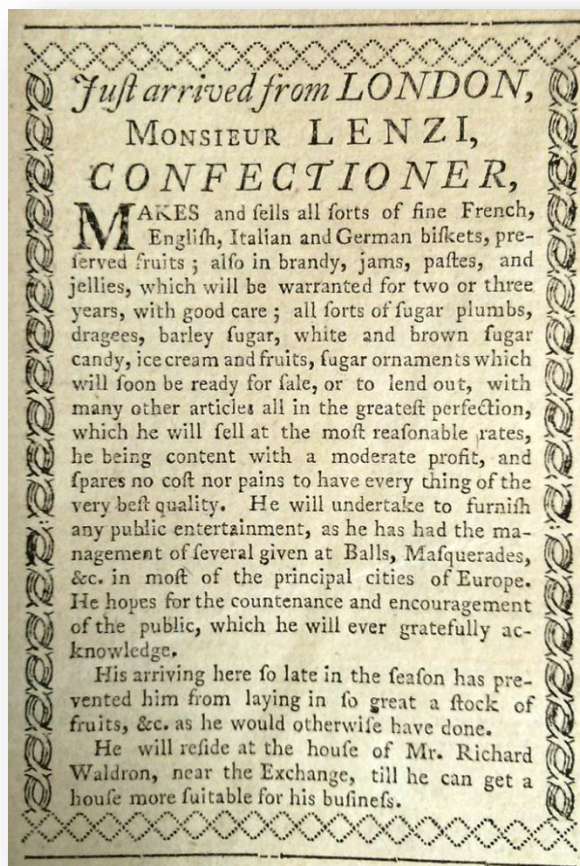 Juſt arrived from LONDON,
MONSIEUR LENZI,
CONFECTIONER,
MAKES and ſells all ſorts of fine French,
Engliſh, Italian and German biſkets, pre-
ſerved fruits ; alſo in brandy, jams, paſtes, and
jellies, which will be warranted for two or three
years, with good care ; all ſorts of ſugar plumbs,
dragees, barley ſugar, white and brown ſugar
candy, ice cream and fruits, ſugar ornaments which
will ſoon be ready for ſale, or to lend out, with
many other articles all in the greateſt perfection,
which he will ſell at the moſt reaſonable rates,
he being content with a moderate profit, and
ſpares no coſt nor pains to have every thing of the
very beſt quality. He will undertake to furniſh
any public entertainment, as he has had the ma-
nagement of ſeveral given at Balls, Maſquerades,
&c. in moſt of the principal cities of Europe.
He hopes for the countenance and encouragement
of the public, which he will ever gratefully ac-
knowledge.
His arriving here ſo late in the ſeaſon has pre-
vented him from laying in ſo great a ſtock of
fruits, &c. as he would otherwiſe have done.
He will reſide at the houſe of Mr. Richard
Waldron, near the Exchange, till he can get a
houſe more ſuitable for his buſineſs.